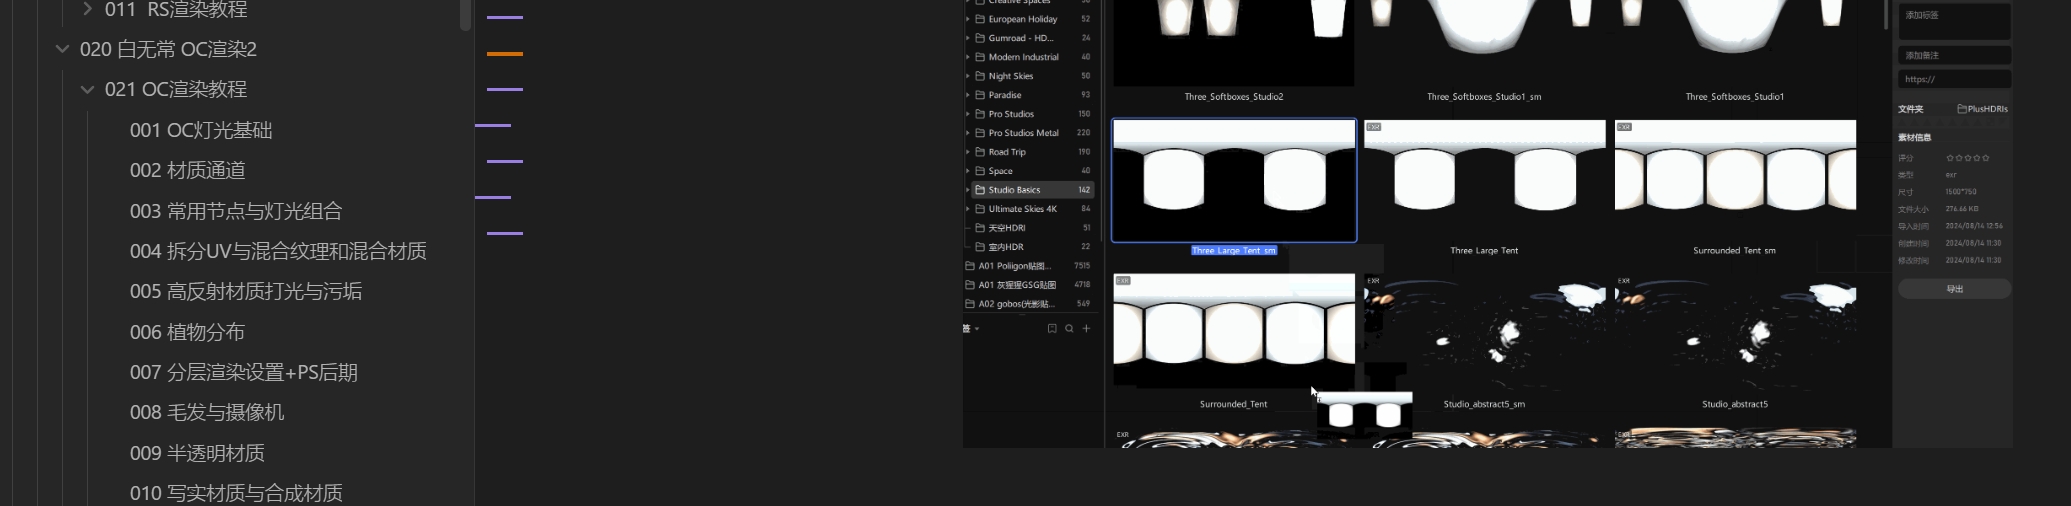 011 RS渲染教程
020 白无常 OC渲染2
021 OC渲染教程
001 OC灯光基础
002 材质通道
003 常用节点与灯光组合
004 拆分UV与混合纹理和混合材质
005 高反射材质打光与污垢
006 植物分布
007 分层渲染设置+PS后期
008 毛发与摄像机
009 半透明材质
010 写实材质与合成材质
European Holiday 52
Gumroad - HD... 24
Modern Industrial 40
Night Skies 50
Paradise 93
Pro Studios 150
Pro Studios Metal 220
Road Trip 190
Space 40
Studio Basics 142
Ultimate Skies 4K 84
天空HDRI 51
室内HDR 22
A01 Poliigon贴图... 7515
A01 灰猩猩GSG贴图 4718
A02 gobos(光影贴... 549
签
Three_Softboxes_Studio2
Three_Softboxes_Studio1_sm
Three_Softboxes_Studio1
EXR
EXR
Three_Large_Tent_sm
Three_Large_Tent
Surrounded_Tent_sm
EXR
EXR
EXR
Surrounded_Tent
Studio_abstract5_sm
Studio_abstract5
EXR
EXR
添加标签
添加备注
https://
文件夹 PlusHDRIs
素材信息
评分
类型 exr
尺寸 1500*750
文件大小 276.66 KB
导入时间 2024/08/14 12:56
创建时间 2024/08/14 11:30
修改时间 2024/08/14 11:30
导出